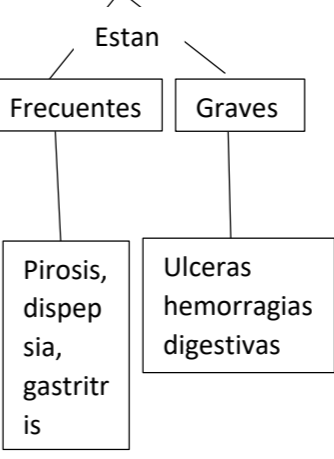 Estan
Frecuentes
Graves
Pirosis,
dispep
sia,
gastritr
is
Ulceras
hemorragias
digestivas